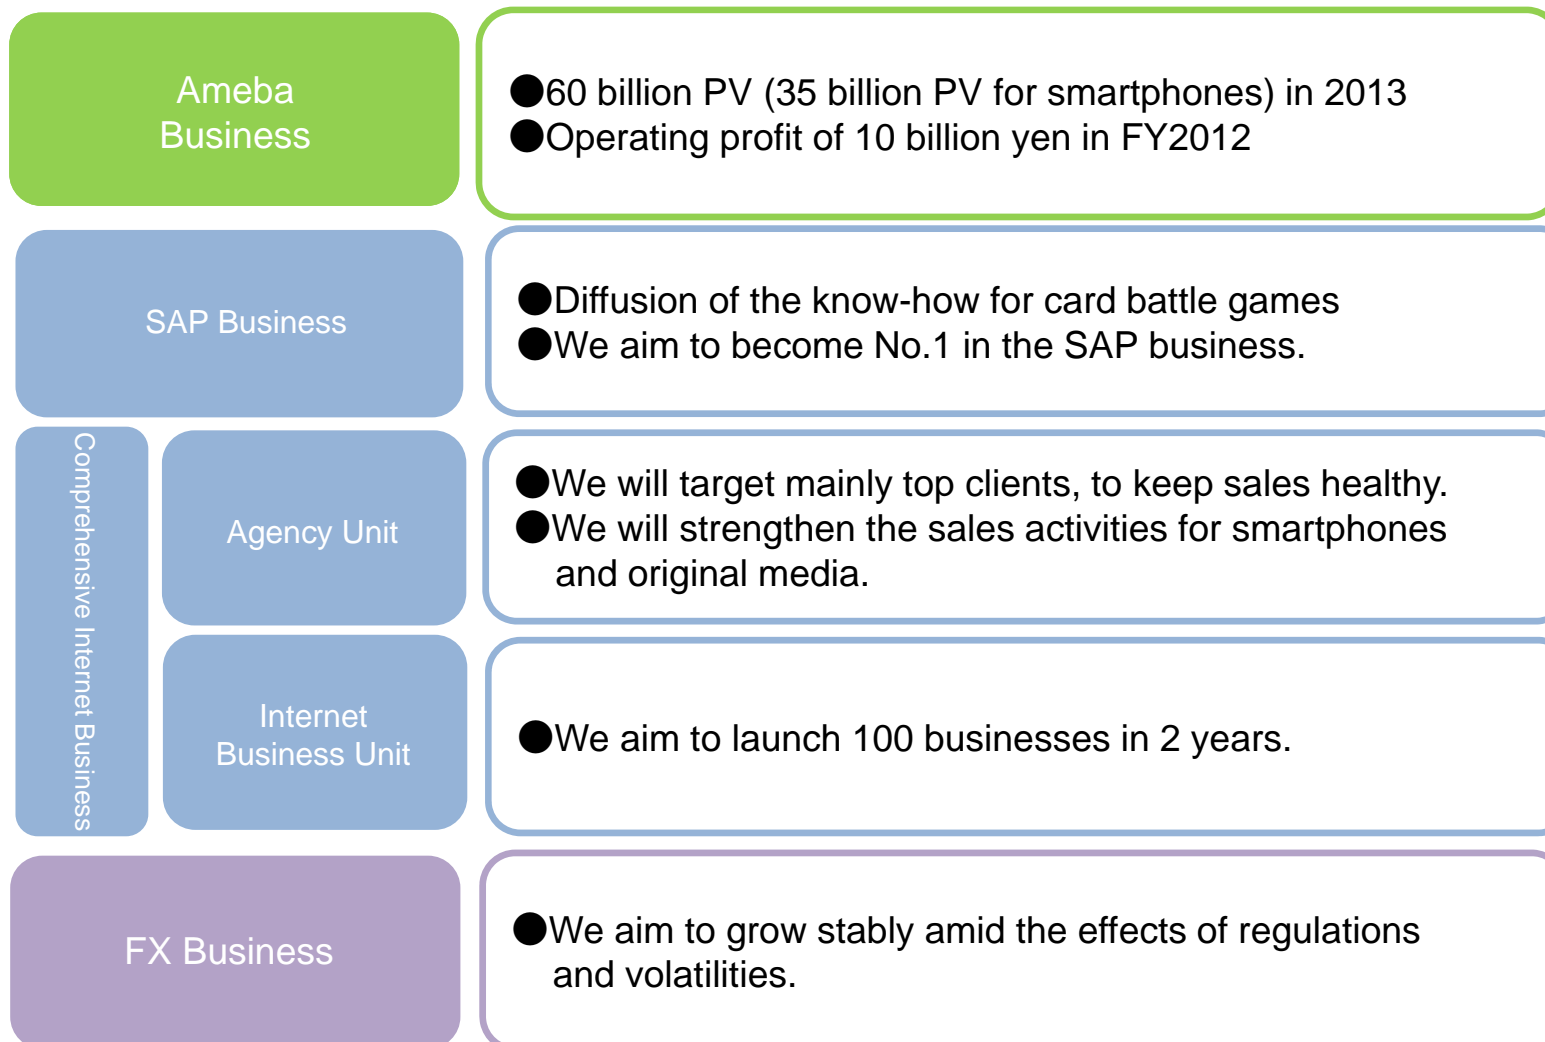 Ameba
Business
●60 billion PV (35 billion PV for smartphones) in 2013
●Operating profit of 10 billion yen in FY2012
SAP Business
●Diffusion of the know-how for card battle games
●We aim to become No.1 in the SAP business.
Comprehensive Internet Business
Agency Unit
●We will target mainly top clients, to keep sales healthy.
●We will strengthen the sales activities for smartphones
and original media.
Internet
Business Unit
●We aim to launch 100 businesses in 2 years.
FX Business
●We aim to grow stably amid the effects of regulations
and volatilities.